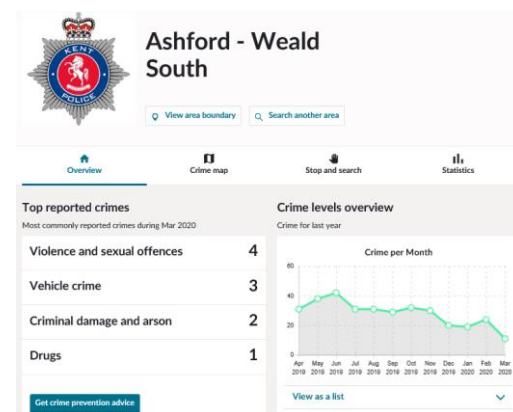 KENT
POLICE
Ashford - Weald
South
View area boundary
Search another area
Overview
Crime map
Stop and search
Statistics
Top reported crimes
Most commonly reported crimes during Mar 2020
Violence and sexual offences 4
Vehicle crime 3
Criminal damage and arson 2
Drugs 1
Get crime prevention advice
Crime levels overview
Crime for last year
Crime per Month
60
40
20
0
Apr May Jun Jul Aug Sep Oct Nov Dec Jan Feb Mar
2019 2019 2019 2019 2019 2019 2019 2019 2019 2020 2020 2020
View as a list